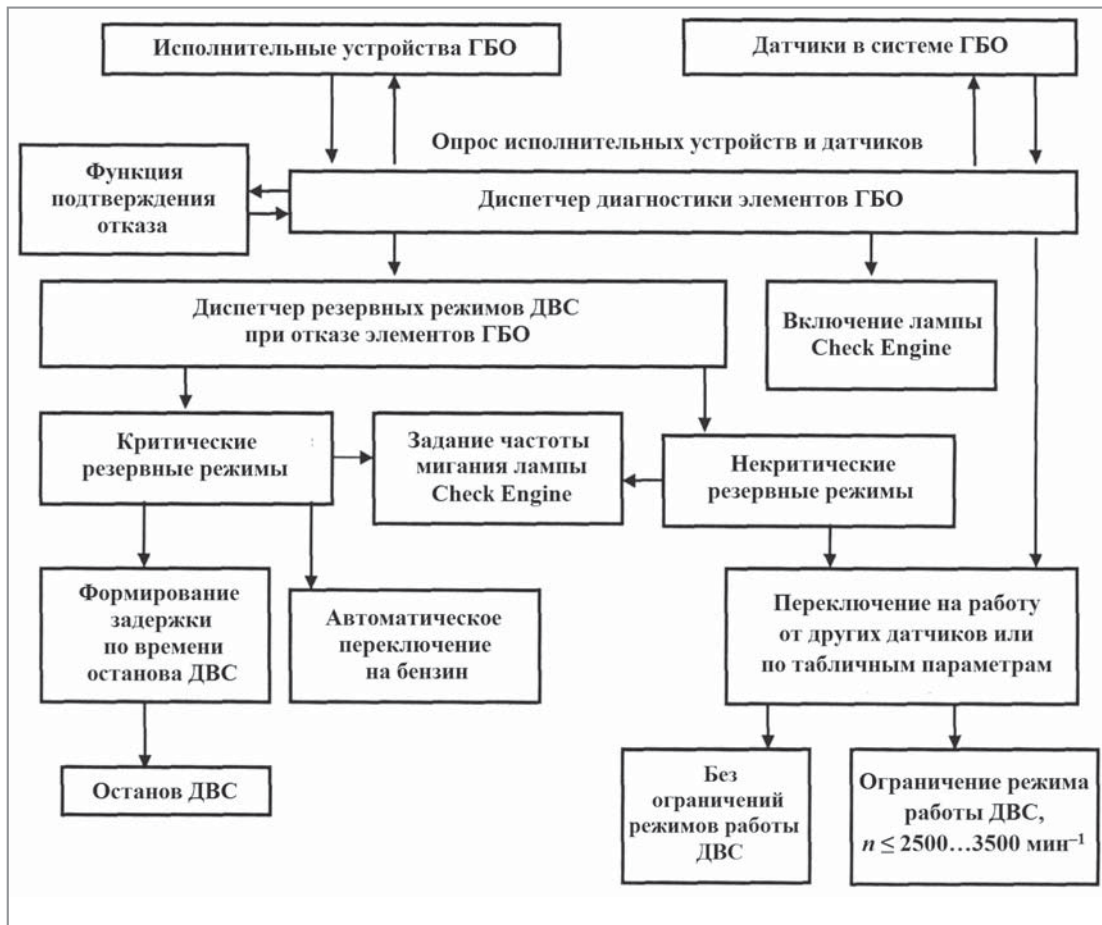 Исполнительные устройства ГБО
Датчики в системе ГБО
Опрос исполнительных устройств и датчиков
Функция
подтверждения
отказа
Диспетчер диагностики элементов ГБО
Диспетчер резервных режимов ДВС
при отказе элементов ГБО
Включение лампы
Check Engine
Критические
резервные режимы
Задание частоты
мигания лампы
Check Engine
Некритические
резервные режимы
Формирование
задержки
по времени
останова ДВС
Автоматическое
переключение
на бензин
Переключение на работу
от других датчиков или
по табличным параметрам
Останов ДВС
Без
ограничений
режимов работы
ДВС
Ограничение режима
работы ДВС,
n ≤ 2500…3500 мин⁻¹